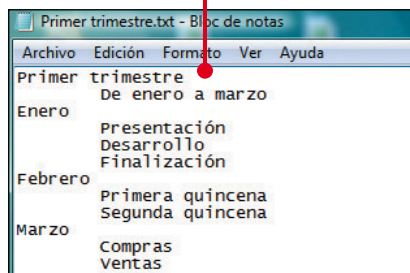 Primer trimestre.txt - Bloc de notas
Archivo Edición Formato Ver Ayuda
Primer trimestre
De enero a marzo
Enero
Presentación
Desarrollo
Finalización
Febrero
Primera quincena
Segunda quincena
Marzo
Compras
Ventas